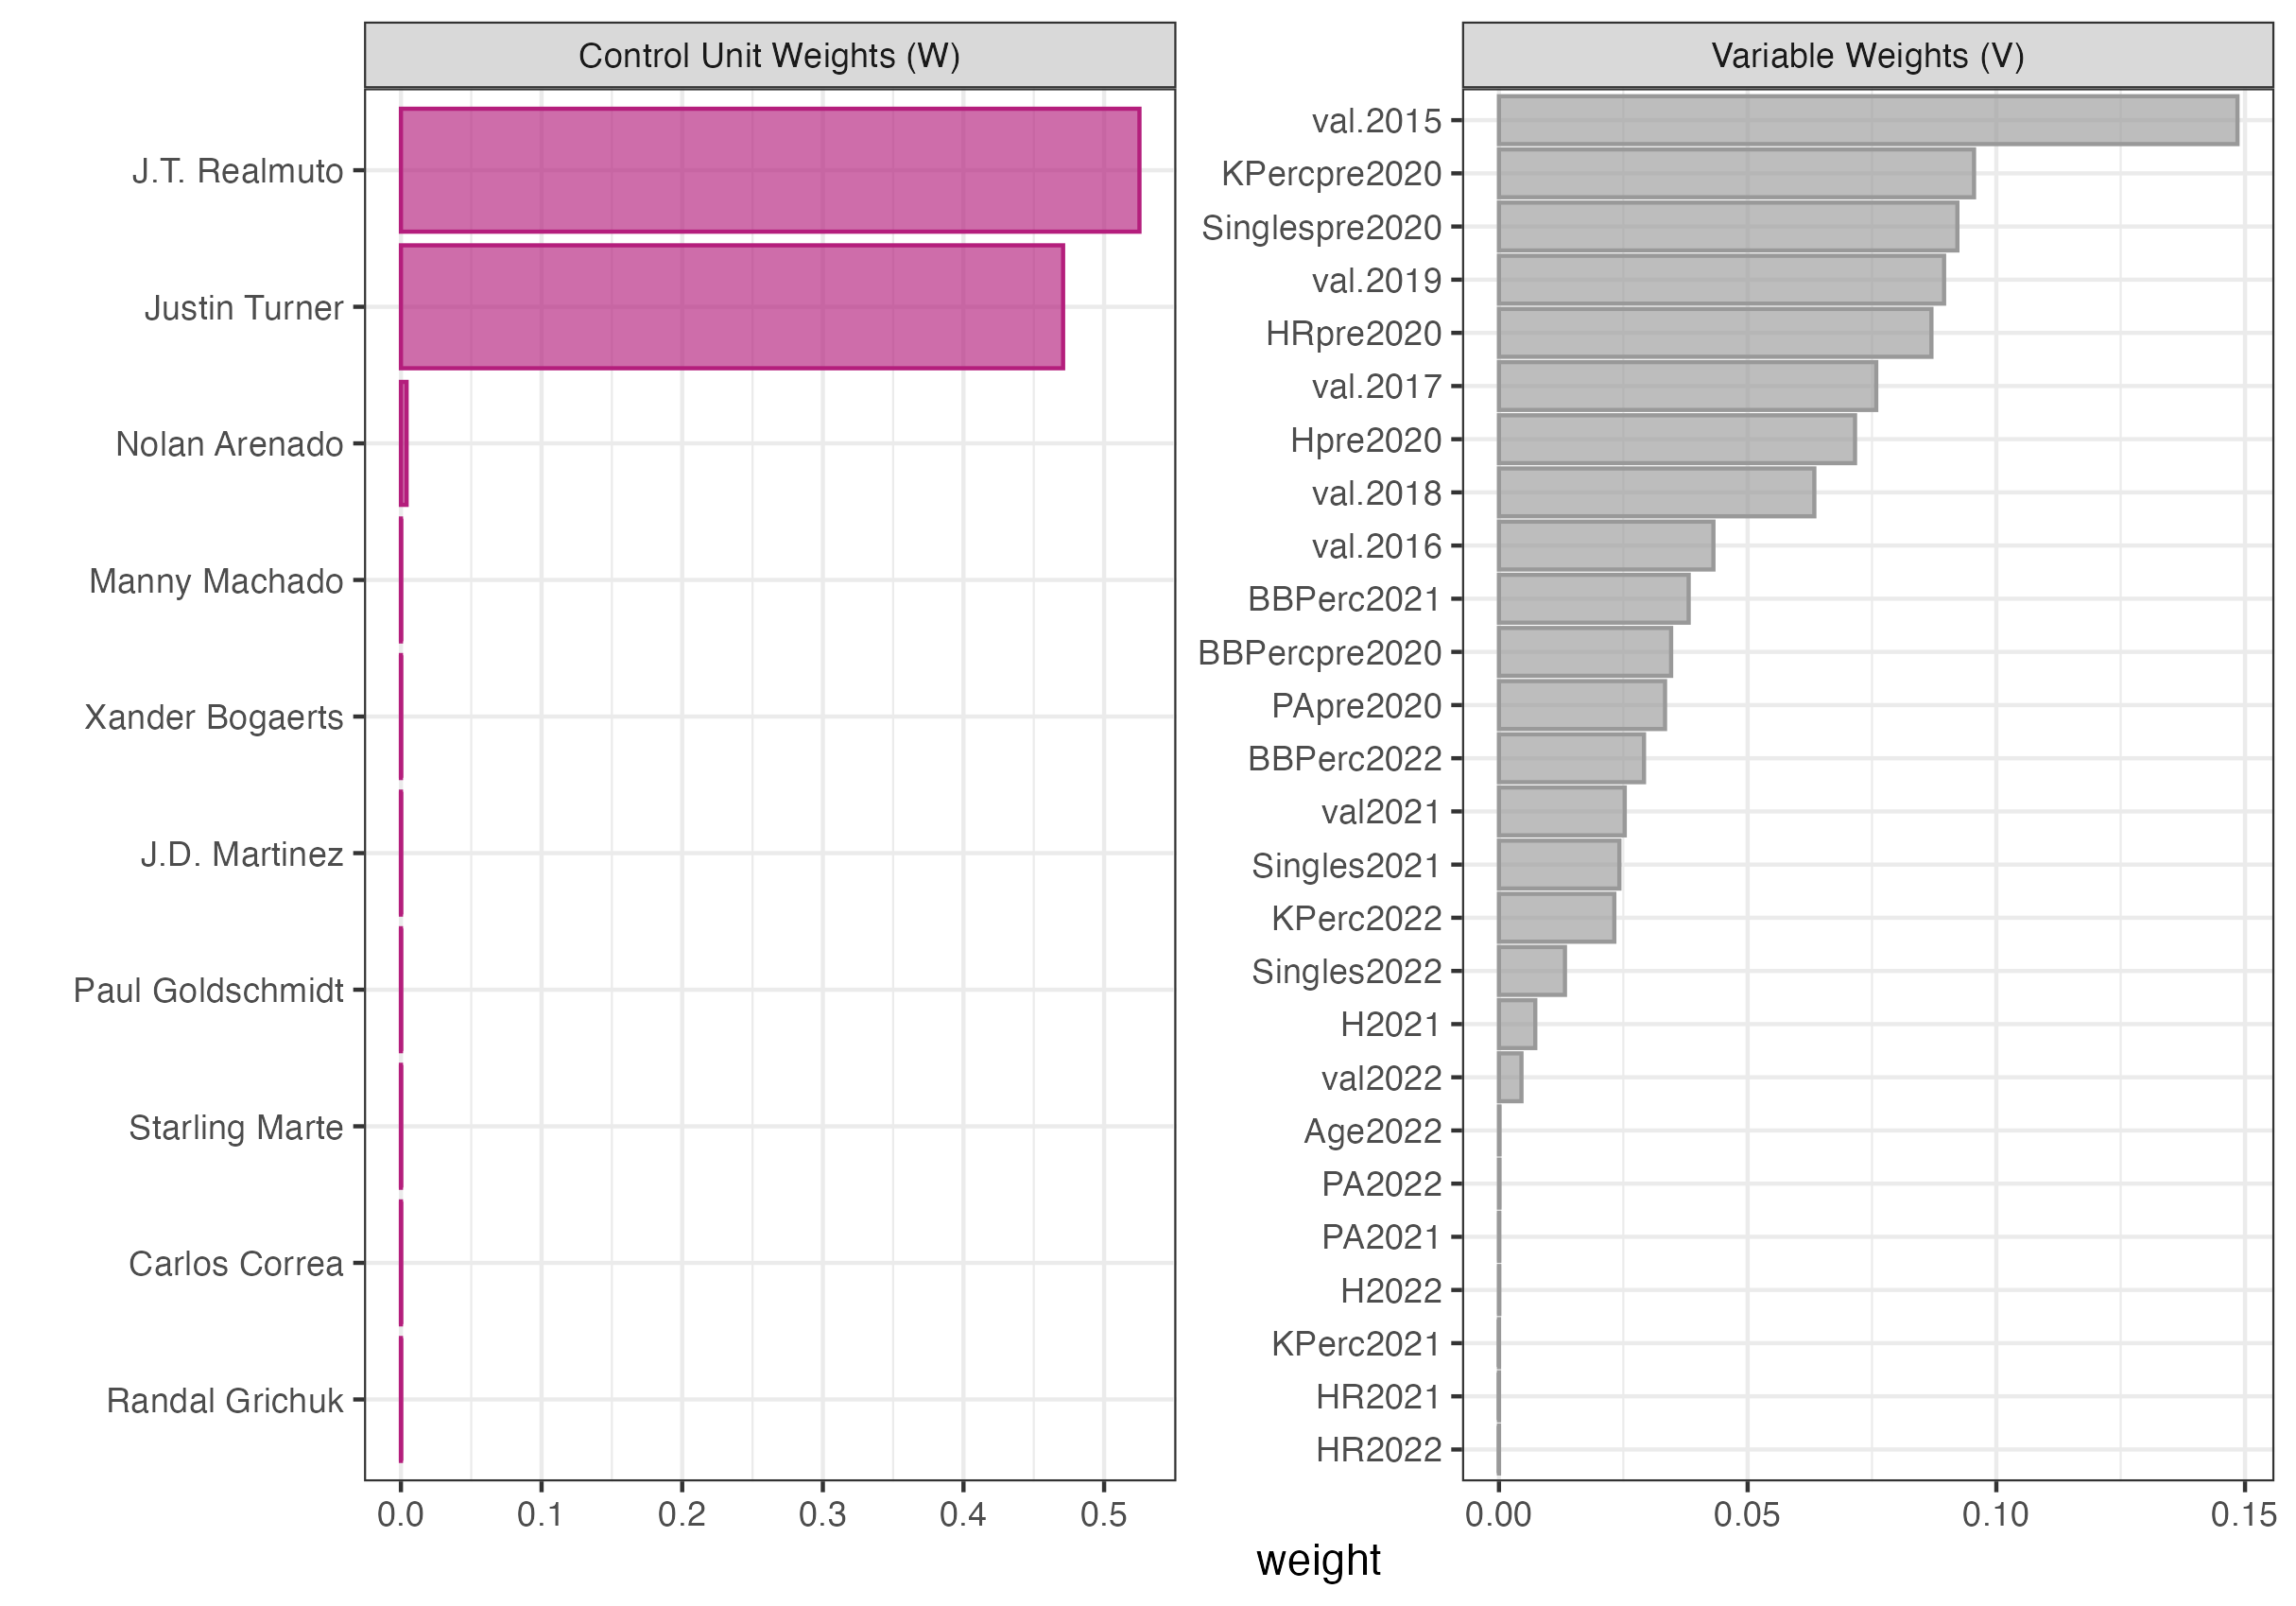 Control Unit Weights (W)
J.T. Realmuto
Justin Turner
Nolan Arenado
Manny Machado
Xander Bogaerts
J.D. Martinez
Paul Goldschmidt
Starling Marte
Carlos Correa
Randal Grichuk
0.0 0.1 0.2 0.3 0.4 0.5
Variable Weights (V)
val.2015
KPercpre2020
Singlespre2020
val.2019
HRpre2020
val.2017
Hpre2020
val.2018
val.2016
BBPerc2021
BBPercpre2020
PApre2020
BBPerc2022
val2021
Singles2021
KPerc2022
Singles2022
H2021
val2022
Age2022
PA2022
PA2021
H2022
KPerc2021
HR2021
HR2022
0.00 0.05 0.10 0.15
weight